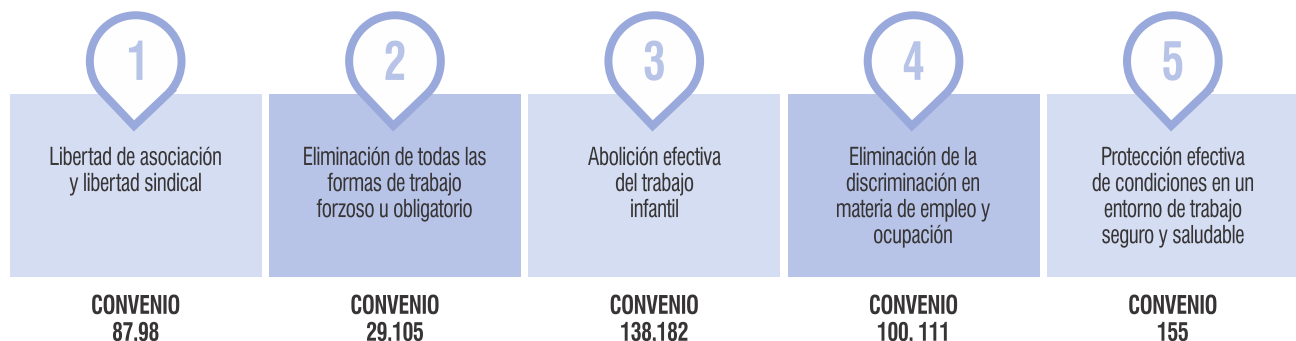 1
Libertad de asociación
y libertad sindical
CONVENIO
87.98
2
Eliminación de todas las
formas de trabajo
forzoso u obligatorio
CONVENIO
29.105
3
Abolición efectiva
del trabajo
infantil
CONVENIO
138.182
4
Eliminación de la
discriminación en
materia de empleo y
ocupación
CONVENIO
100. 111
5
Protección efectiva
de condiciones en un
entorno de trabajo
seguro y saludable
CONVENIO
155